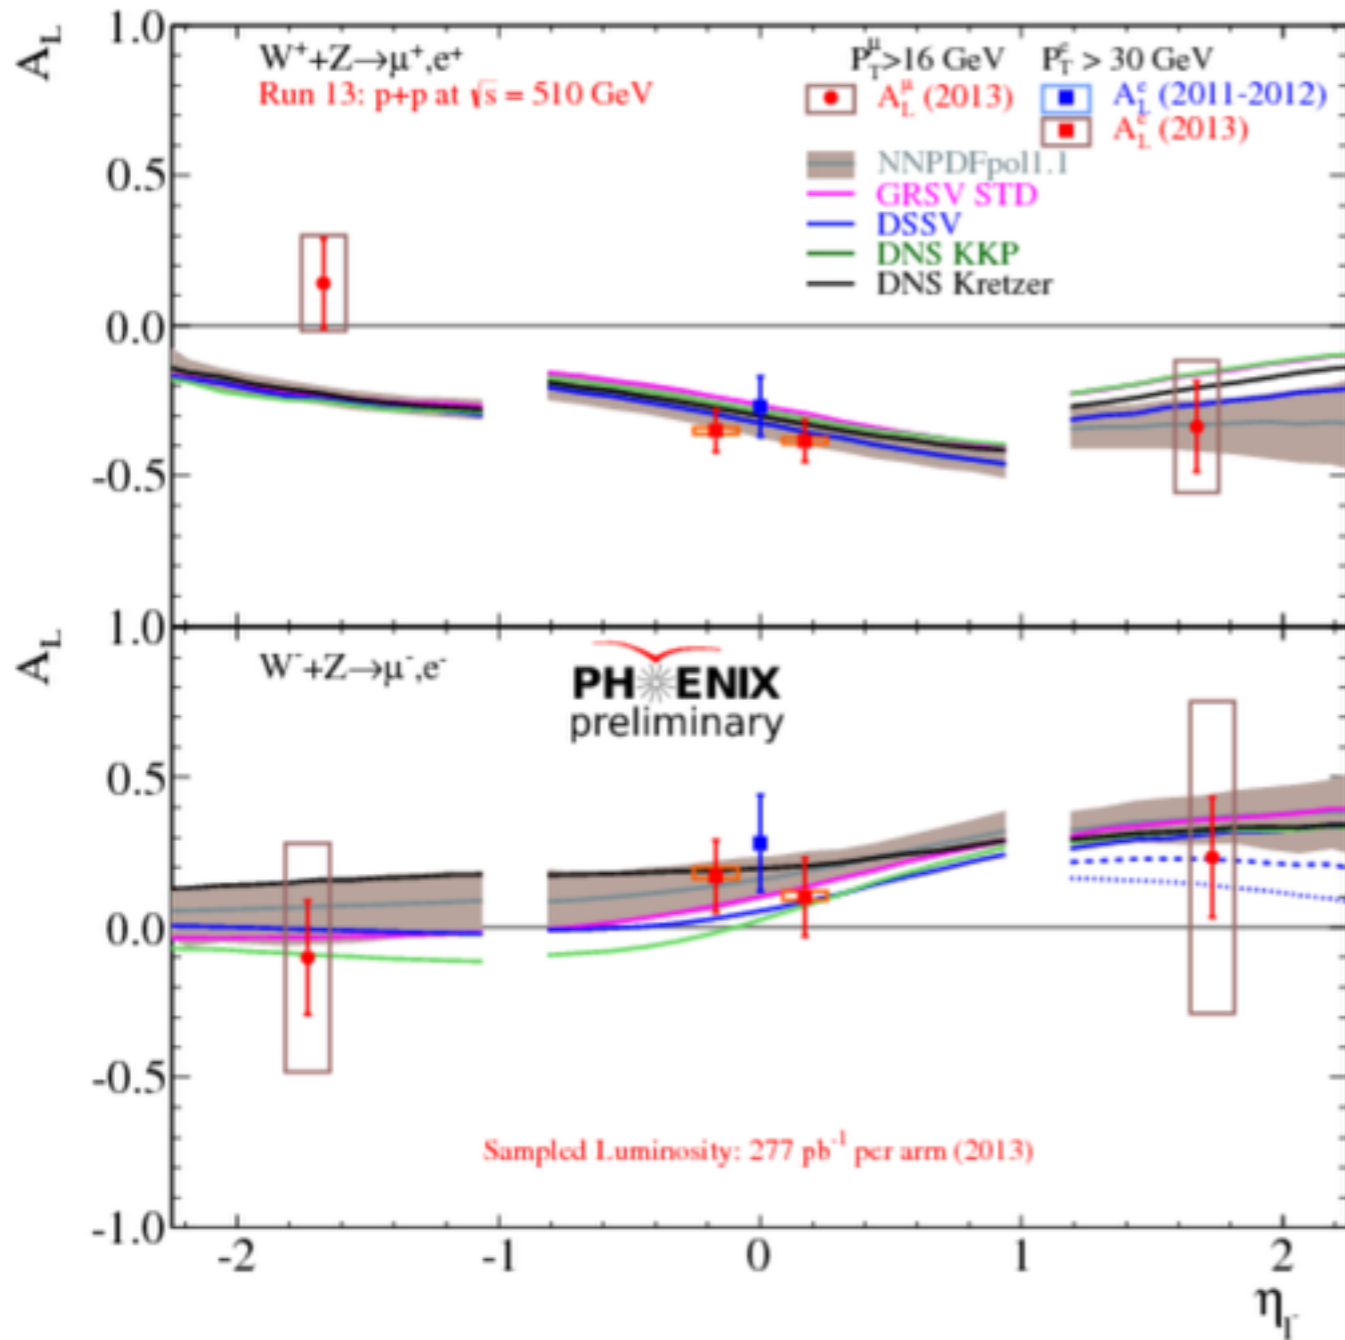 W⁺+Z→μ⁺,e⁺
Run 13: p+p at √s = 510 GeV
P_T^μ>16 GeV P_T^e > 30 GeV
A_L^μ (2013) A_L^e (2011-2012)
A_L^e (2013)
NNPDFpol1.1
GRSV STD
DSSV
DNS KKP
DNS Kretzer
A_L
1.0
0.5
0.0
-0.5
1.0
A_L
W⁻+Z→μ⁻,e⁻
PHENIX
preliminary
0.5
0.0
-0.5
-1.0
Sampled Luminosity: 277 pb⁻¹ per arm (2013)
-2 -1 0 1 2
η_l